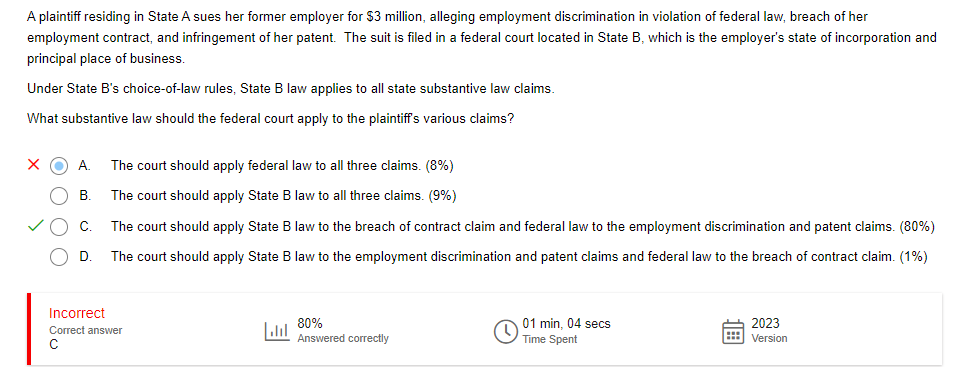 A plaintiff residing in State A sues her former employer for $3 million, alleging employment discrimination in violation of federal law, breach of her
employment contract, and infringement of her patent. The suit is filed in a federal court located in State B, which is the employer's state of incorporation and
principal place of business.
Under State B's choice-of-law rules, State B law applies to all state substantive law claims.
What substantive law should the federal court apply to the plaintiff's various claims?
A. The court should apply federal law to all three claims. (8%)
B. The court should apply State B law to all three claims. (9%)
C. The court should apply State B law to the breach of contract claim and federal law to the employment discrimination and patent claims. (80%)
D. The court should apply State B law to the employment discrimination and patent claims and federal law to the breach of contract claim. (1%)
Incorrect
Correct answer
C
80%
Answered correctly
01 min, 04 secs
Time Spent
2023
Version